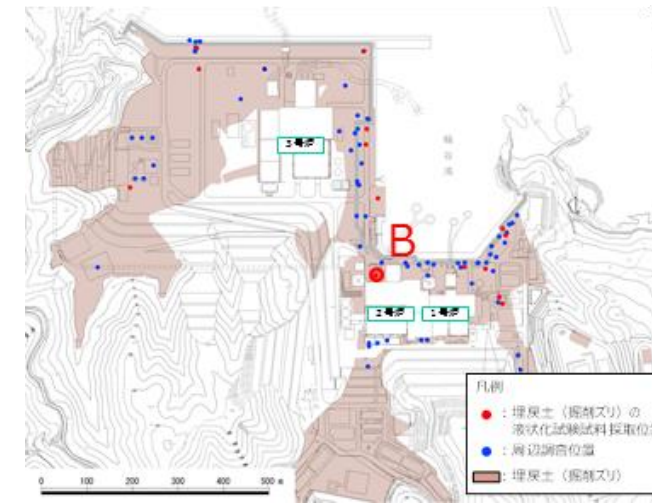 3号炉
B
2号炉
1号炉
凡例
：埋戻土（掘削ズリ）の
液状化試験試料採取位
：周辺調査位置
：埋戻土（掘削ズリ）
0 100 200 300 400 500 m